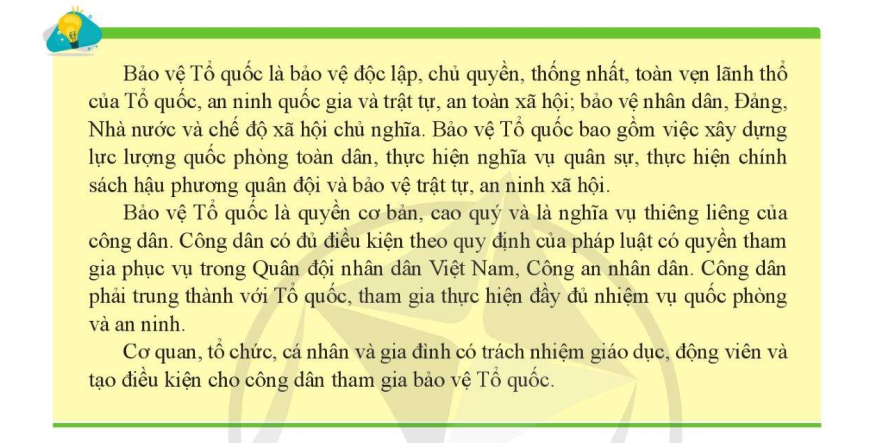 Bảo vệ Tổ quốc là bảo vệ độc lập, chủ quyền, thống nhất, toàn vẹn lãnh thổ
của Tổ quốc, an ninh quốc gia và trật tự, an toàn xã hội; bảo vệ nhân dân, Đảng,
Nhà nước và chế độ xã hội chủ nghĩa. Bảo vệ Tổ quốc bao gồm việc xây dựng
lực lượng quốc phòng toàn dân, thực hiện nghĩa vụ quân sự, thực hiện chính
sách hậu phương quân đội và bảo vệ trật tự, an ninh xã hội.
Bảo vệ Tổ quốc là quyền cơ bản, cao quý và là nghĩa vụ thiêng liêng của
công dân. Công dân có đủ điều kiện theo quy định của pháp luật có quyền tham
gia phục vụ trong Quân đội nhân dân Việt Nam, Công an nhân dân. Công dân
phải trung thành với Tổ quốc, tham gia thực hiện đầy đủ nhiệm vụ quốc phòng
và an ninh.
Cơ quan, tổ chức, cá nhân và gia đình có trách nhiệm giáo dục, động viên và
tạo điều kiện cho công dân tham gia bảo vệ Tổ quốc.